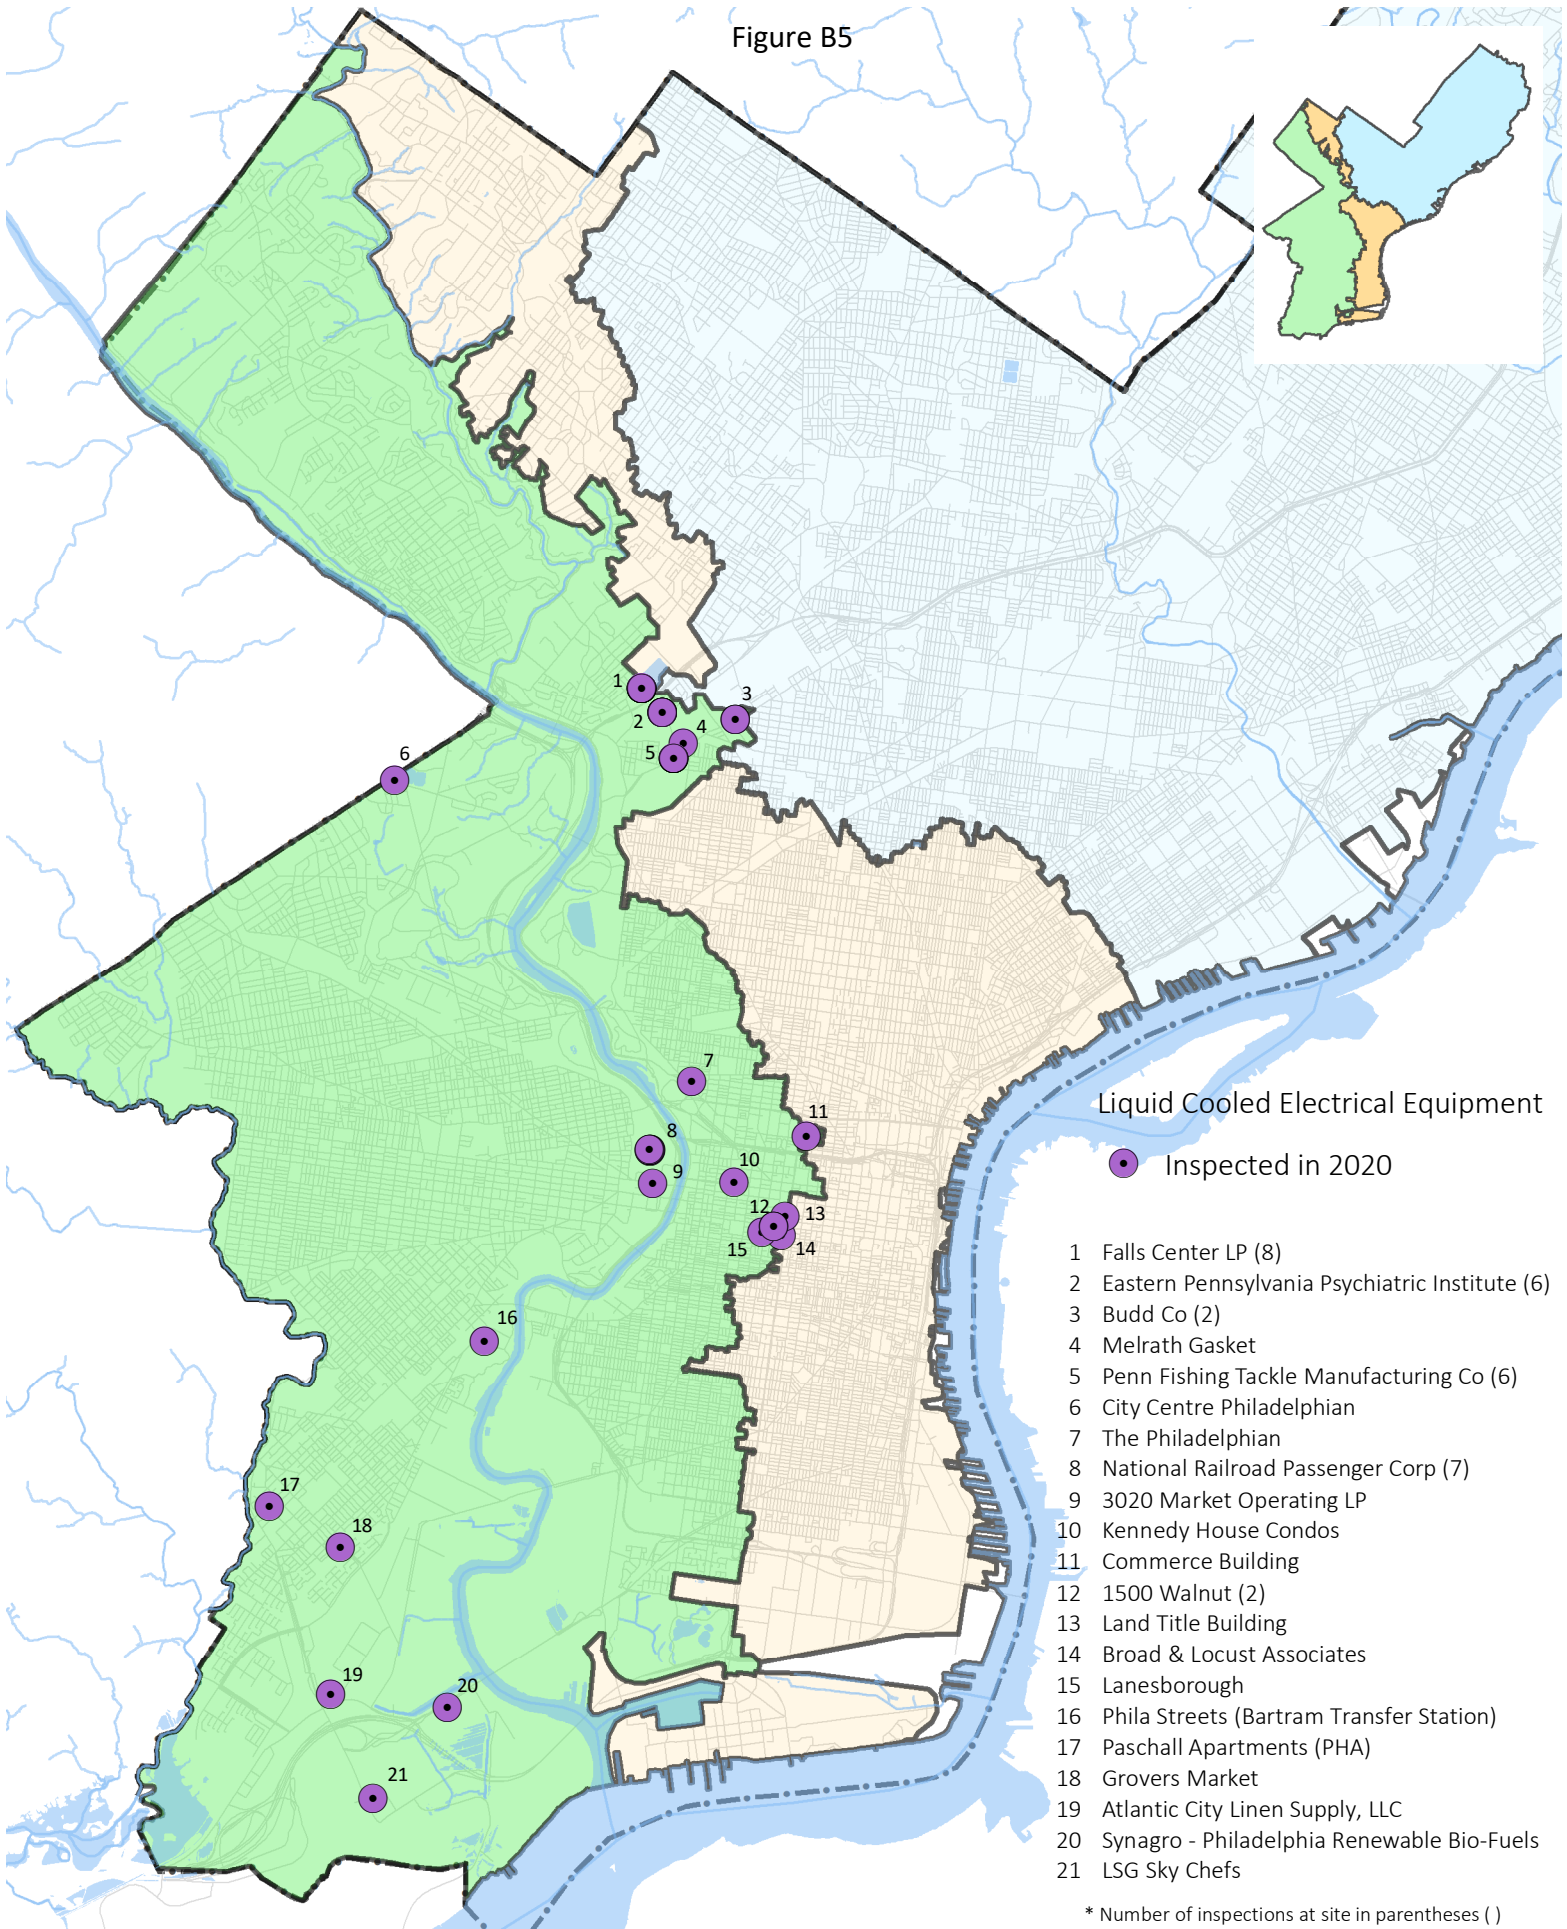 Figure B5
1
2
3
4
5
6
7
8
9
10
11
12
13
14
15
16
17
18
19
20
21
Liquid Cooled Electrical Equipment
Inspected in 2020
1 Falls Center LP (8)
2 Eastern Pennsylvania Psychiatric Institute (6)
3 Budd Co (2)
4 Melrath Gasket
5 Penn Fishing Tackle Manufacturing Co (6)
6 City Centre Philadelphian
7 The Philadelphian
8 National Railroad Passenger Corp (7)
9 3020 Market Operating LP
10 Kennedy House Condos
11 Commerce Building
12 1500 Walnut (2)
13 Land Title Building
14 Broad & Locust Associates
15 Lanesborough
16 Phila Streets (Bartram Transfer Station)
17 Paschall Apartments (PHA)
18 Grovers Market
19 Atlantic City Linen Supply, LLC
20 Synagro - Philadelphia Renewable Bio-Fuels
21 LSG Sky Chefs
* Number of inspections at site in parentheses ( )